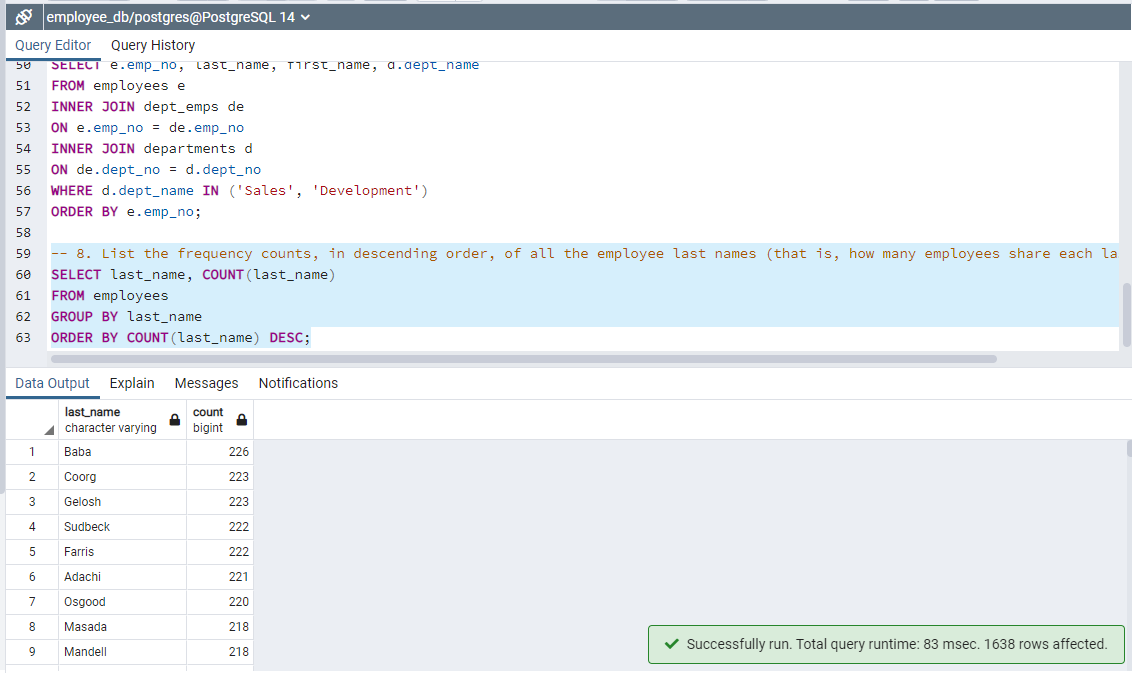 employee_db/postgres@PostgreSQL 14
Query Editor Query History
50 SELECT e.emp_no, last_name, first_name, d.dept_name
51 FROM employees e
52 INNER JOIN dept_emps de
53 ON e.emp_no = de.emp_no
54 INNER JOIN departments d
55 ON de.dept_no = d.dept_no
56 WHERE d.dept_name IN ('Sales', 'Development')
57 ORDER BY e.emp_no;
58
59 -- 8. List the frequency counts, in descending order, of all the employee last names (that is, how many employees share each la
60 SELECT last_name, COUNT(last_name)
61 FROM employees
62 GROUP BY last_name
63 ORDER BY COUNT(last_name) DESC;
Data Output Explain Messages Notifications
last_name count
character varying bigint
1 Baba 226
2 Coorg 223
3 Gelosh 223
4 Sudbeck 222
5 Farris 222
6 Adachi 221
7 Osgood 220
8 Masada 218
9 Mandell 218
Successfully run. Total query runtime: 83 msec. 1638 rows affected.